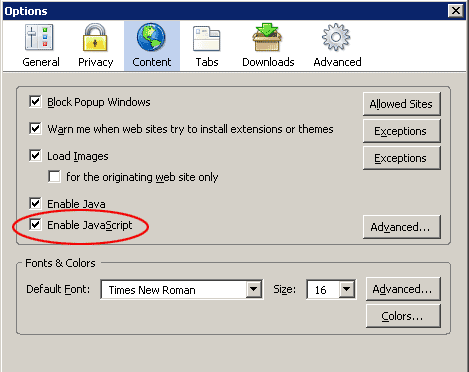 Options
General Privacy Content Tabs Downloads Advanced
Block Popup Windows Allowed Sites
Warn me when web sites try to install extensions or themes Exceptions
Load Images Exceptions
for the originating web site only
Enable Java
Enable JavaScript Advanced...
Fonts & Colors
Default Font: Times New Roman Size: 16 Advanced...
Colors...